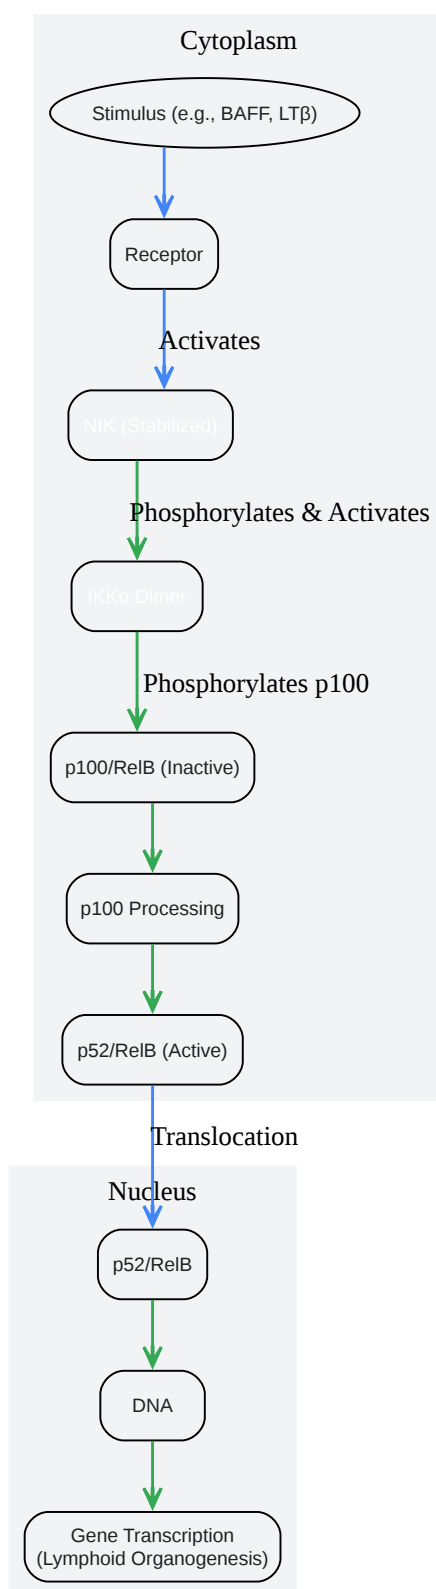 Cytoplasm
Stimulus (e.g., BAFF, LTβ)
Receptor
Activates
NIK (Stabilized)
Phosphorylates & Activates
IKKα Dimer
Phosphorylates p100
p100/RelB (Inactive)
p100 Processing
p52/RelB (Active)
Translocation
Nucleus
p52/RelB
DNA
Gene Transcription
(Lymphoid Organogenesis)